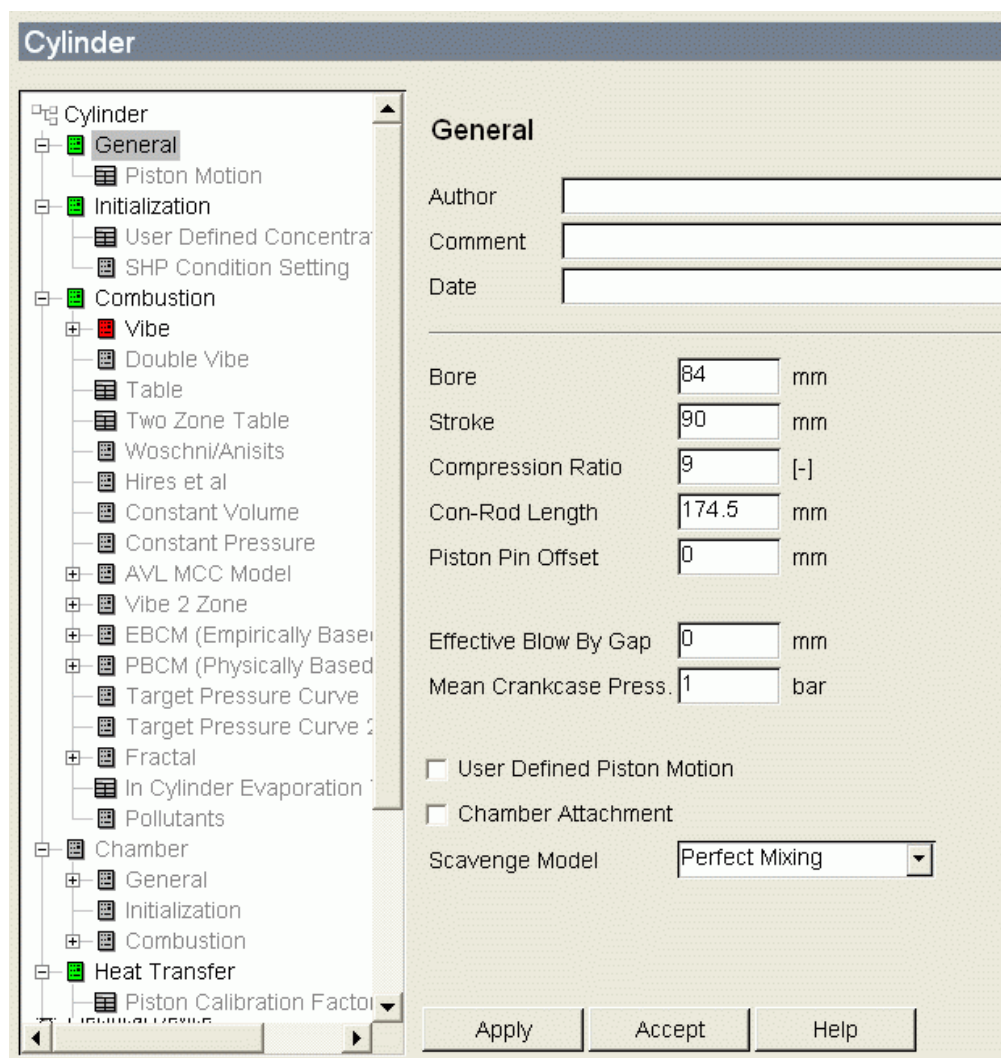 Cylinder
Cylinder
General
Piston Motion
Initialization
User Defined Concentra
SHP Condition Setting
Combustion
Vibe
Double Vibe
Table
Two Zone Table
Woschni/Anisits
Hires et al
Constant Volume
Constant Pressure
AVL MCC Model
Vibe 2 Zone
EBCM (Empirically Base
PBCM (Physically Based
Target Pressure Curve
Target Pressure Curve 2
Fractal
In Cylinder Evaporation
Pollutants
Chamber
General
Initialization
Combustion
Heat Transfer
Piston Calibration Factor
General
Author
Comment
Date
Bore 84 mm
Stroke 90 mm
Compression Ratio 9 [-]
Con-Rod Length 174.5 mm
Piston Pin Offset 0 mm
Effective Blow By Gap 0 mm
Mean Crankcase Press. 1 bar
User Defined Piston Motion
Chamber Attachment
Scavenge Model Perfect Mixing
Apply Accept Help